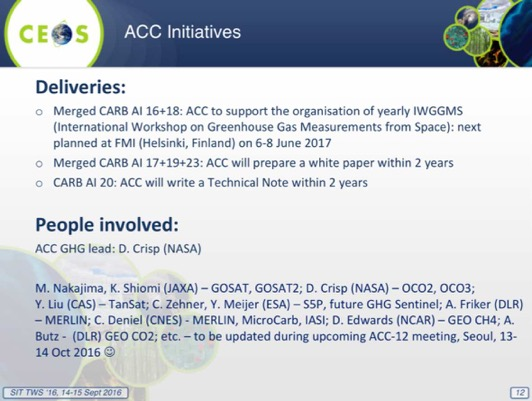 CE S
ACC Initiatives
Deliveries:
o Merged CARB AI 16+18: ACC to support the organisation of yearly IWGGMS
(International Workshop on Greenhouse Gas Measurements from Space): next
planned at FMI (Helsinki, Finland) on 6-8 June 2017
o Merged CARB AI 17+19+23: ACC will prepare a white paper within 2 years
o CARB AI 20: ACC will write a Technical Note within 2 years
People involved:
ACC GHG lead: D. Crisp (NASA)
M. Nakajima, K. Shiomi (JAXA) – GOSAT, GOSAT2; D. Crisp (NASA) – OCO2, OCO3;
Y. Liu (CAS) – TanSat; C. Zehner, Y. Meijer (ESA) – S5P, future GHG Sentinel; A. Friker (DLR)
– MERLIN; C. Deniel (CNES) - MERLIN, MicroCarb, IASI; D. Edwards (NCAR) – GEO CH4; A.
Butz - (DLR) GEO CO2; etc. – to be updated during upcoming ACC-12 meeting, Seoul, 13-
14 Oct 2016 ☺
SIT TWS '16, 14-15 Sept 2016
12